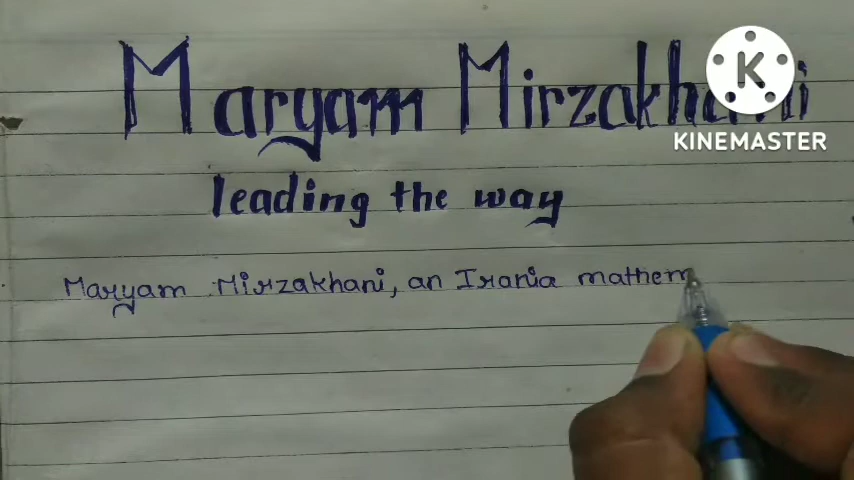 Maryam Mirzakhani
K
KINEMASTER
leading the way
Maryam Mirzakhani, an Irania mathem